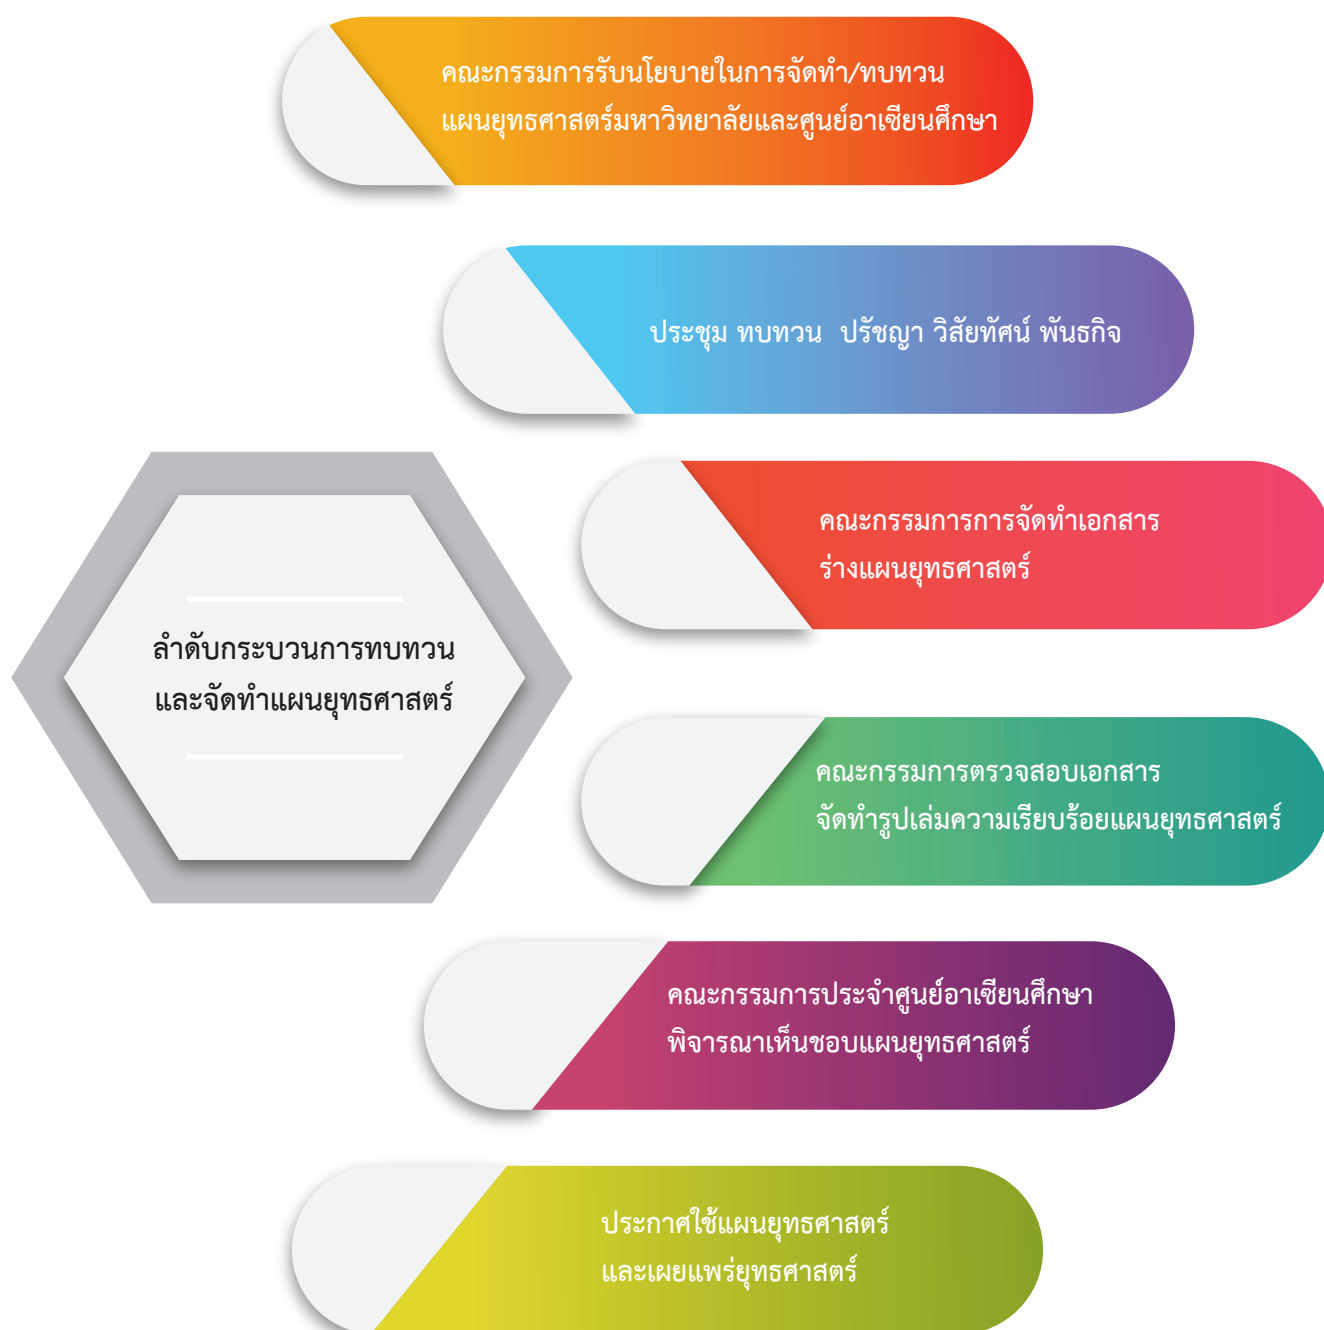 คณะกรรมการรับนโยบายในการจัดทำ/ทบทวน
แผนยุทธศาสตร์มหาวิทยาลัยและศูนย์อาเซียนศึกษา
ประชุม ทบทวน ปรัชญา วิสัยทัศน์ พันธกิจ
คณะกรรมการการจัดทำเอกสาร
ร่างแผนยุทธศาสตร์
ลำดับกระบวนการทบทวน
และจัดทำแผนยุทธศาสตร์
คณะกรรมการตรวจสอบเอกสาร
จัดทำรูปเล่มความเรียบร้อยแผนยุทธศาสตร์
คณะกรรมการประจำศูนย์อาเซียนศึกษา
พิจารณาเห็นชอบแผนยุทธศาสตร์
ประกาศใช้แผนยุทธศาสตร์
และเผยแพร่ยุทธศาสตร์